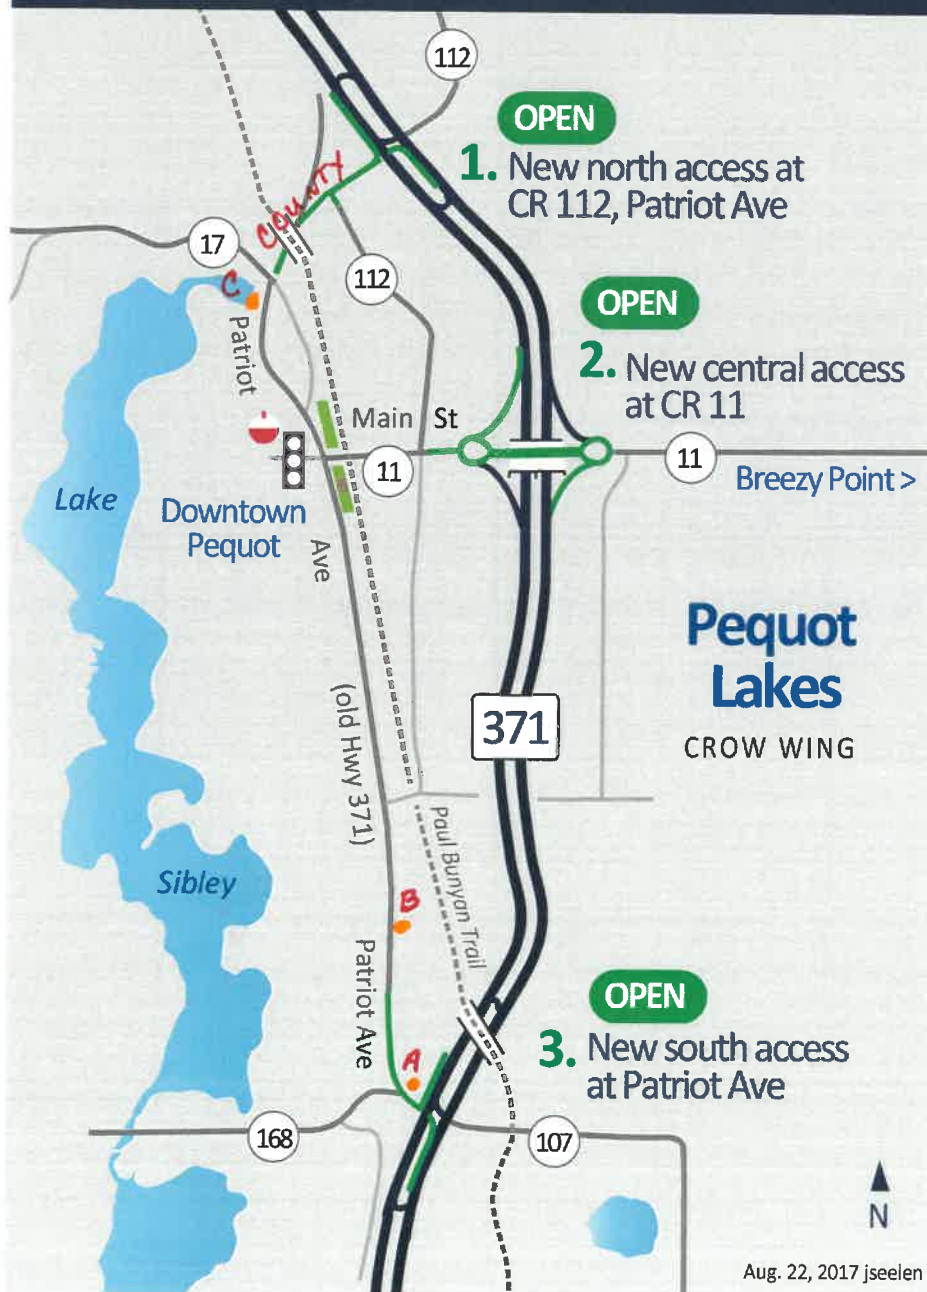 112
OPEN
1. New north access at
CR 112, Patriot Ave
COUNTY
17
112
C
Patriot
OPEN
2. New central access
at CR 11
Main St
11
11
Breezy Point >
Lake
Downtown
Pequot
Ave
Pequot
Lakes
CROW WING
371
(old Hwy 371)
Paul Bunyan Trail
Sibley
B
Patriot Ave
OPEN
3. New south access
at Patriot Ave
A
168
107
N
Aug. 22, 2017 jseelen